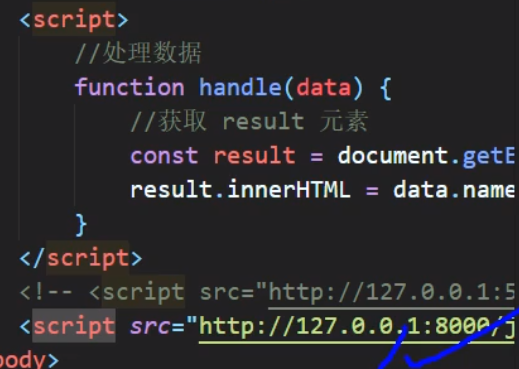 <script>
//处理数据
function handle(data) {
//获取 result 元素
const result = document.getE
result.innerHTML = data.name
}
</script>
<!-- <script src="http://127.0.0.1:5
<script src="http://127.0.0.1:8000/j
body>